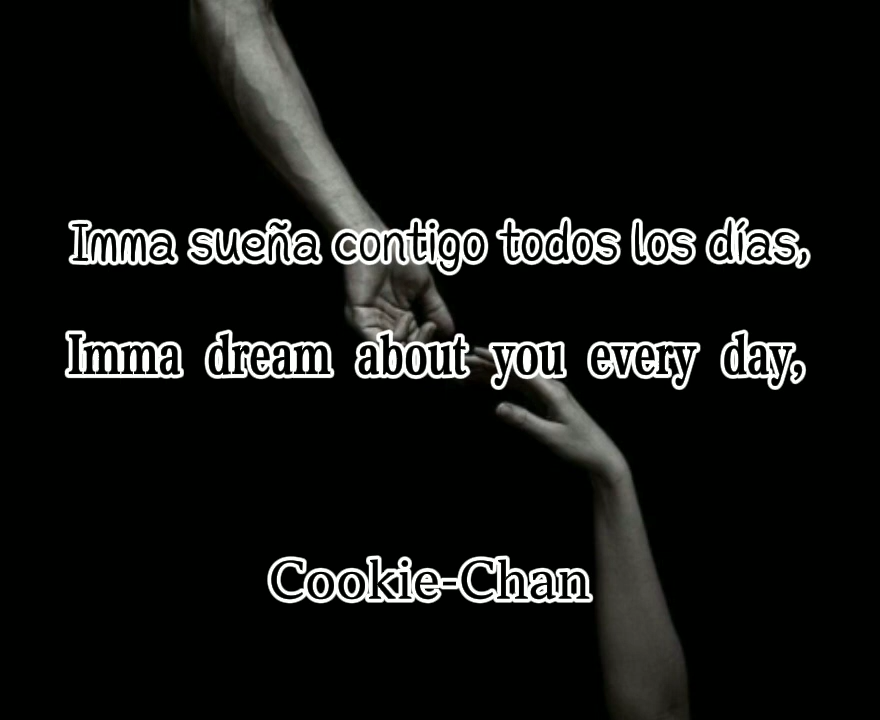 Imma sueña contigo todos los días,
Imma dream about you every day,
Cookie-Chan